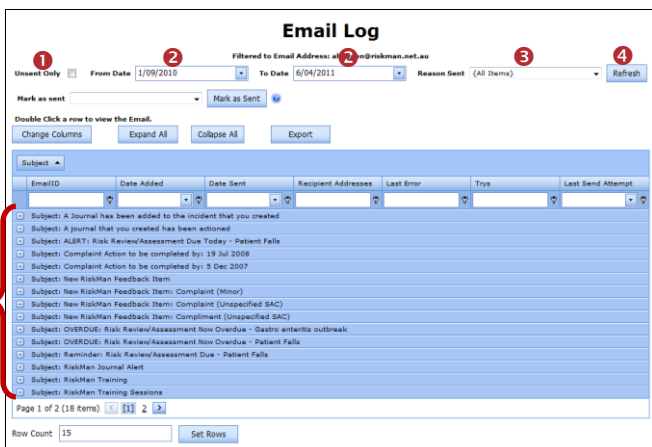 Email Log
1 2 2 3 4
Filtered to Email Address: @riskman.net.au
Unsent Only From Date 1/09/2010 To Date 6/04/2011 Reason Sent {All Items} Refresh
Mark as sent Mark as Sent
Double Click a row to view the Email.
Change Columns Expand All Collapse All Export
Subject
EmailID Date Added Date Sent Recipient Addresses Last Error Trys Last Send Attempt
Subject: A Journal has been added to the incident that you created
Subject: A journal that you created has been actioned
Subject: ALERT: Risk Review/Assessment Due Today - Patient Falls
Subject: Complaint Action to be completed by: 19 Jul 2008
Subject: Complaint Action to be completed by: 5 Dec 2007
Subject: New RiskMan Feedback Item
Subject: New RiskMan Feedback Item: Complaint (Minor)
Subject: New RiskMan Feedback Item: Complaint (Unspecified SAC)
Subject: New RiskMan Feedback Item: Compliment (Unspecified SAC)
Subject: OVERDUE: Risk Review/Assessment Now Overdue - Gastro enteritis outbreak
Subject: OVERDUE: Risk Review/Assessment Now Overdue - Patient Falls
Subject: Reminder: Risk Review/Assessment Due - Patient Falls
Subject: RiskMan Journal Alert
Subject: RiskMan Training
Subject: RiskMan Training Sessions
Page 1 of 2 (18 items) [1] 2
Row Count 15 Set Rows